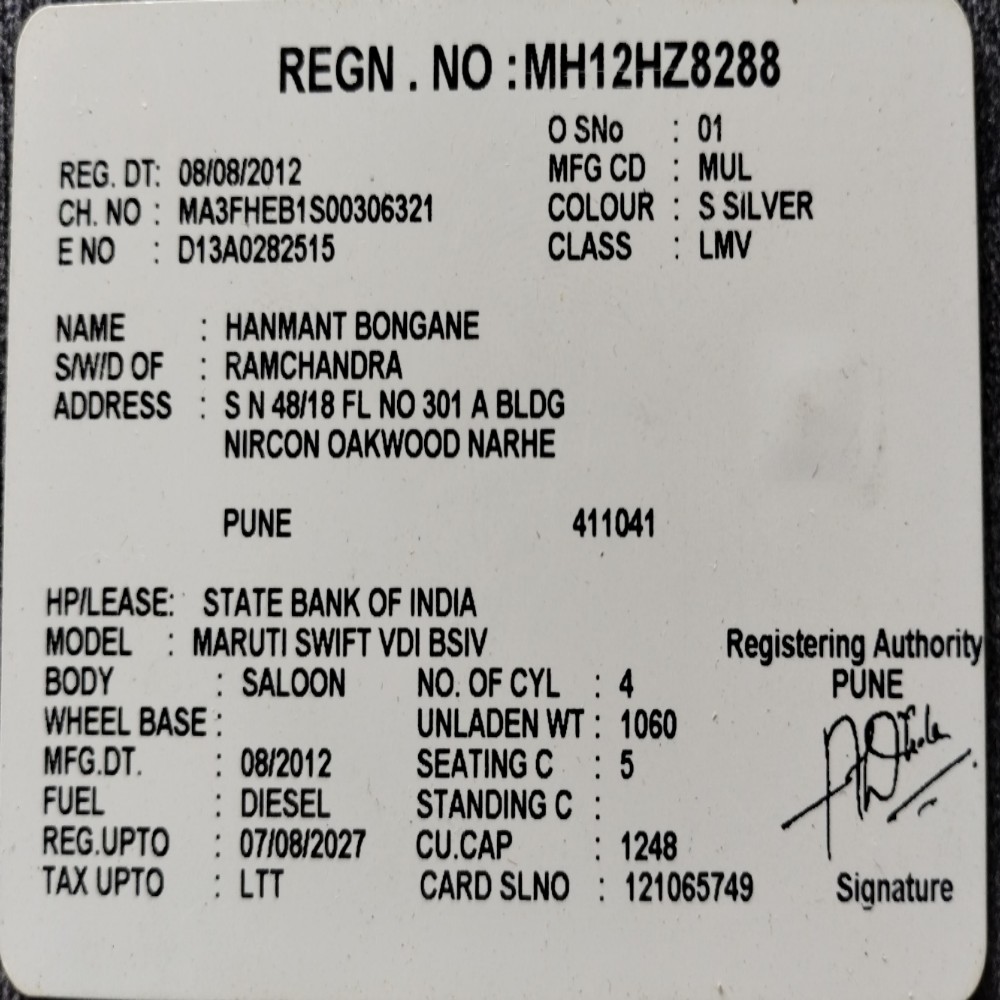 REGN . NO : MH12HZ8288
O SNo : 01
REG. DT: 08/08/2012 MFG CD : MUL
CH. NO : MA3FHEB1S00306321 COLOUR : S SILVER
E NO : D13A0282515 CLASS : LMV
NAME : HANMANT BONGANE
S/W/D OF : RAMCHANDRA
ADDRESS : S N 48/18 FL NO 301 A BLDG
NIRCON OAKWOOD NARHE
PUNE 411041
HP/LEASE: STATE BANK OF INDIA
MODEL : MARUTI SWIFT VDI BSIV Registering Authority
BODY : SALOON NO. OF CYL : 4 PUNE
WHEEL BASE : UNLADEN WT : 1060
MFG.DT. : 08/2012 SEATING C : 5
FUEL : DIESEL STANDING C :
REG.UPTO : 07/08/2027 CU.CAP : 1248
TAX UPTO : LTT CARD SLNO : 121065749 Signature